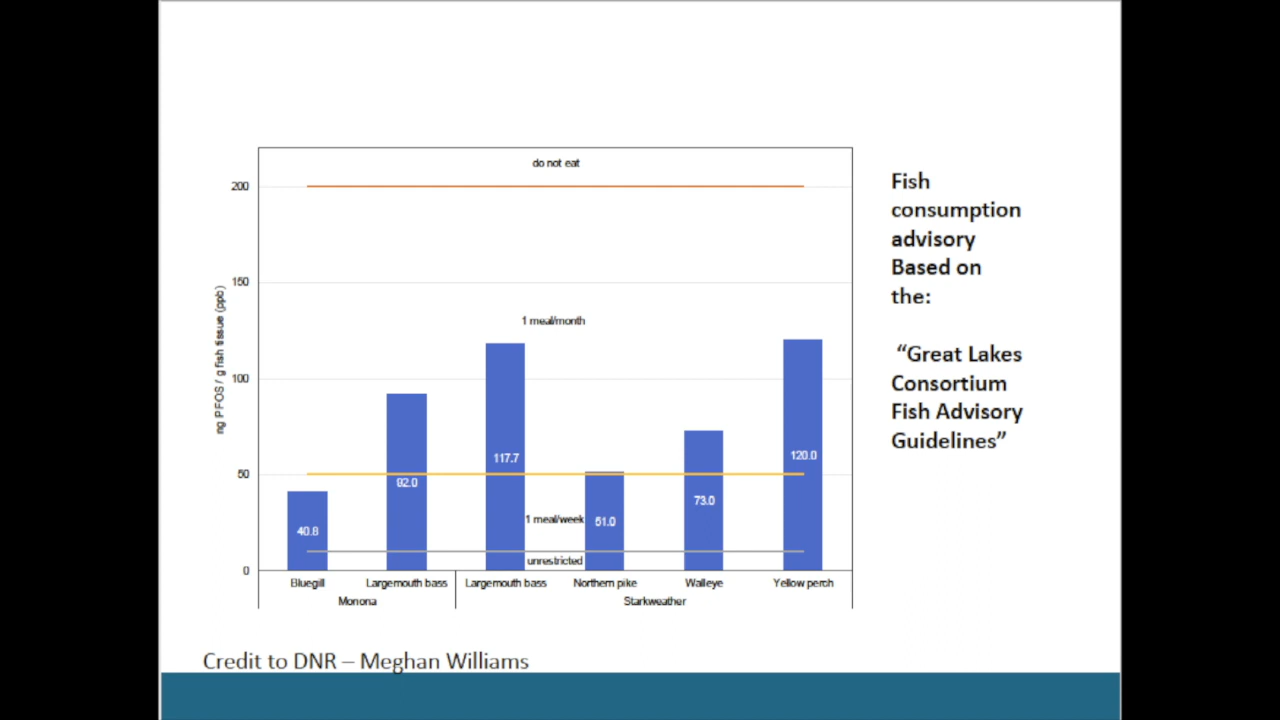 do not eat
200
150
1 meal/month
100
50
1 meal/week
unrestricted
0
ng PFOS / g fish tissue (ppb)
40.8
92.0
117.7
51.0
73.0
120.0
Bluegill Largemouth bass Largemouth bass Northern pike Walleye Yellow perch
Monona Starkweather
Fish
consumption
advisory
Based on
the:
“Great Lakes
Consortium
Fish Advisory
Guidelines”
Credit to DNR – Meghan Williams